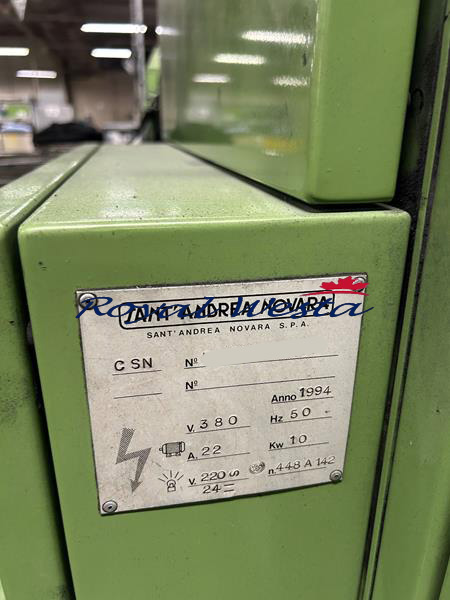 SANT'ANDREA NOVARA
SANT'ANDREA NOVARA S.P.A.
CSN Nº
Nº
Anno 1994
V. 380 Hz 50
A. 22 Kw 10
V. 220 n. 448 A 142
24